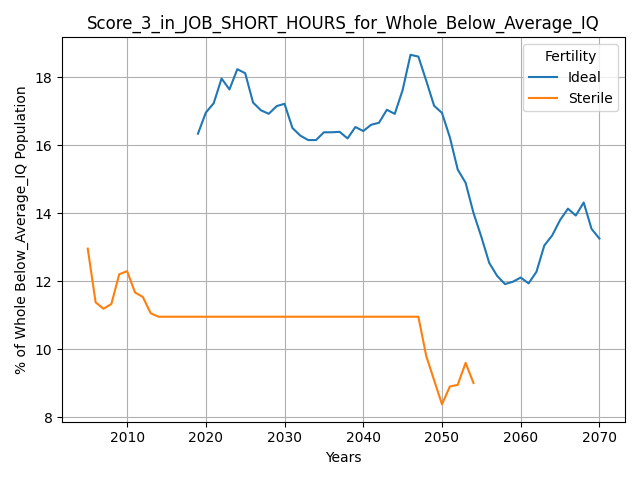 Score_3_in_JOB_SHORT_HOURS_for_Whole_Below_Average_IQ
% of Whole Below_Average_IQ Population
18
16
14
12
10
8
Fertility
Ideal
Sterile
2010 2020 2030 2040 2050 2060 2070
Years